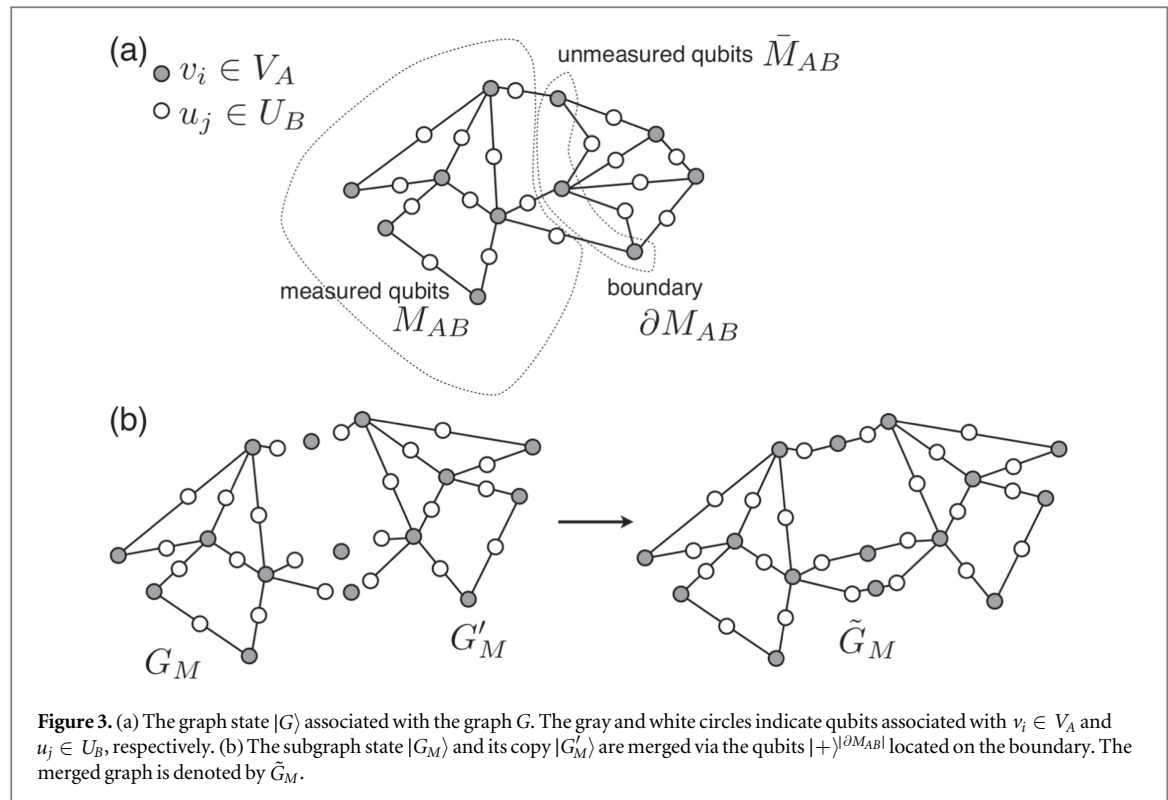 (a)
v_i ∈ V_A
u_j ∈ U_B
unmeasured qubits M̄_AB
measured qubits
M_AB
boundary
∂M_AB
(b)
G_M
G′_M
G̃_M
Figure 3. (a) The graph state |G⟩ associated with the graph G. The gray and white circles indicate qubits associated with v_i ∈ V_A and
u_j ∈ U_B, respectively. (b) The subgraph state |G_M⟩ and its copy |G′_M⟩ are merged via the qubits |+⟩^|∂M_AB| located on the boundary. The
merged graph is denoted by G̃_M.